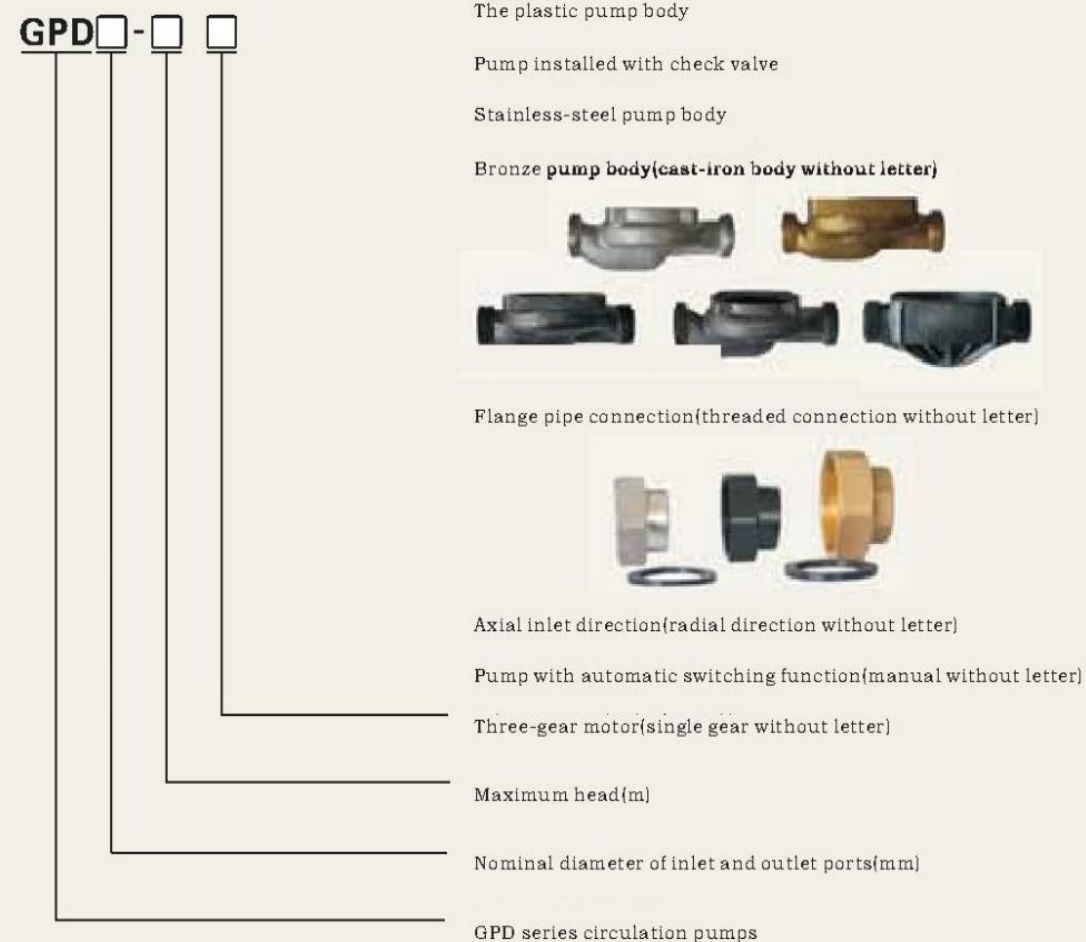 GPD□-□ □
The plastic pump body
Pump installed with check valve
Stainless-steel pump body
Bronze pump body(cast-iron body without letter)
Flange pipe connection(threaded connection without letter)
Axial inlet direction(radial direction without letter)
Pump with automatic switching function(manual without letter)
Three-gear motor(single gear without letter)
Maximum head(m)
Nominal diameter of inlet and outlet ports(mm)
GPD series circulation pumps